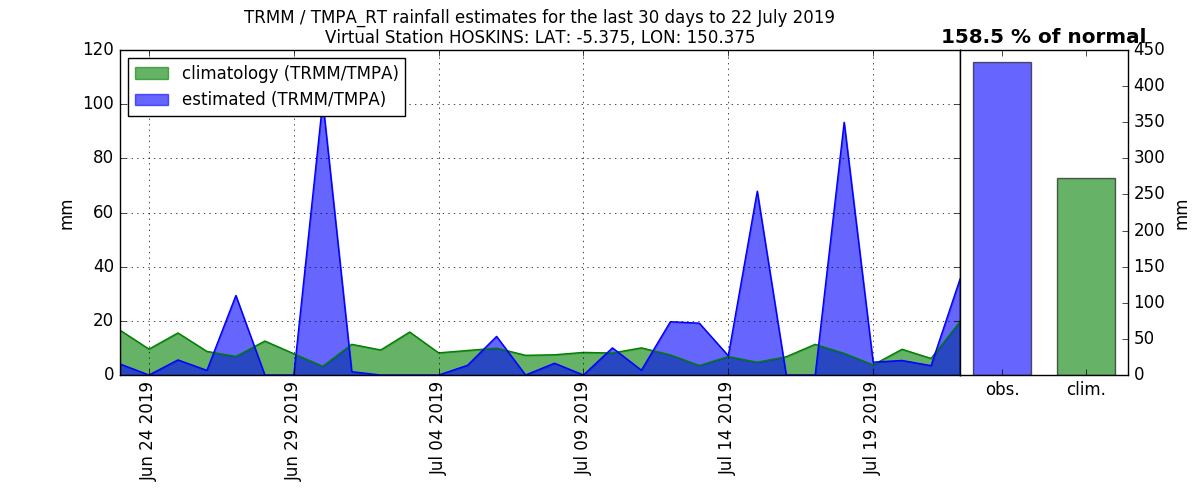 TRMM / TMPA_RT rainfall estimates for the last 30 days to 22 July 2019
Virtual Station HOSKINS: LAT: -5.375, LON: 150.375
158.5 % of normal
climatology (TRMM/TMPA)
estimated (TRMM/TMPA)
120
100
80
60
40
20
0
mm
Jun 24 2019
Jun 29 2019
Jul 04 2019
Jul 09 2019
Jul 14 2019
Jul 19 2019
450
400
350
300
250
200
150
100
50
0
mm
obs.
clim.